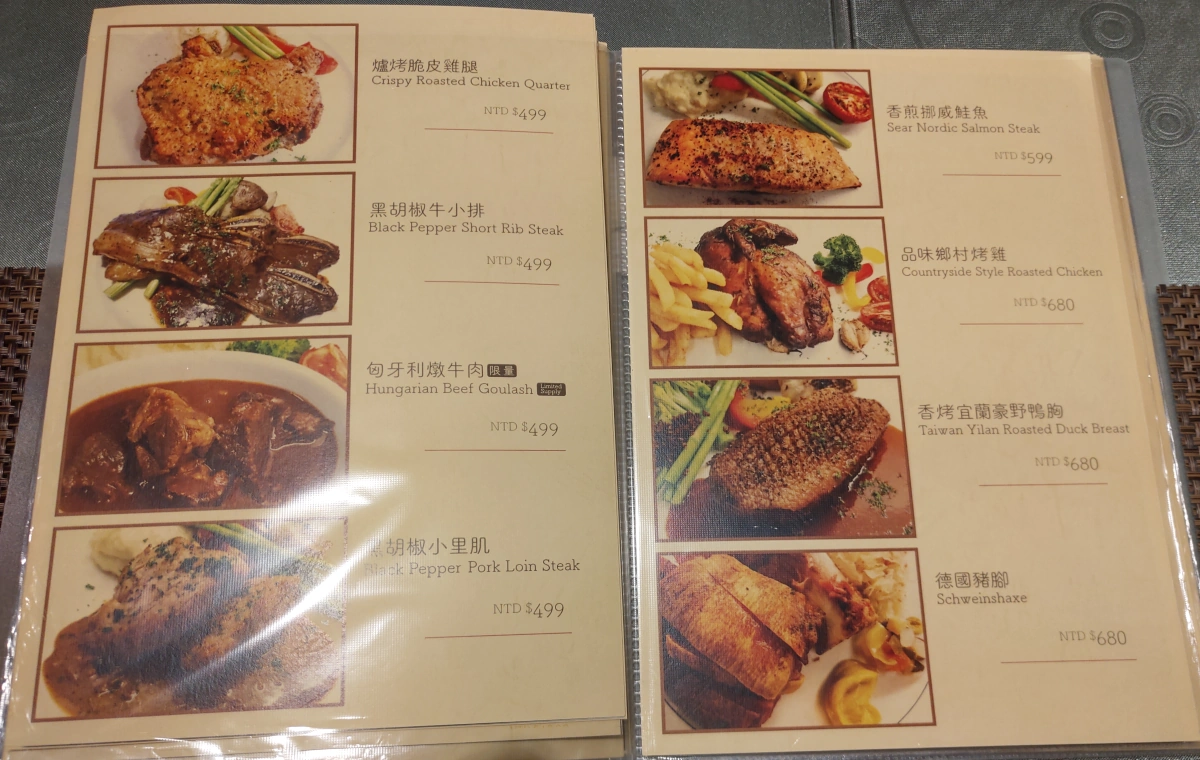 爐烤脆皮雞腿
Crispy Roasted Chicken Quarter
NTD $499
黑胡椒牛小排
Black Pepper Short Rib Steak
NTD $499
匈牙利燉牛肉 限量
Hungarian Beef Goulash Limited Supply
NTD $499
黑胡椒小里肌
Black Pepper Pork Loin Steak
NTD $499
香煎挪威鮭魚
Sear Nordic Salmon Steak
NTD $599
品味鄉村烤雞
Countryside Style Roasted Chicken
NTD $680
香烤宜蘭豪野鴨胸
Taiwan Yilan Roasted Duck Breast
NTD $680
德國豬腳
Schweinshaxe
NTD $680